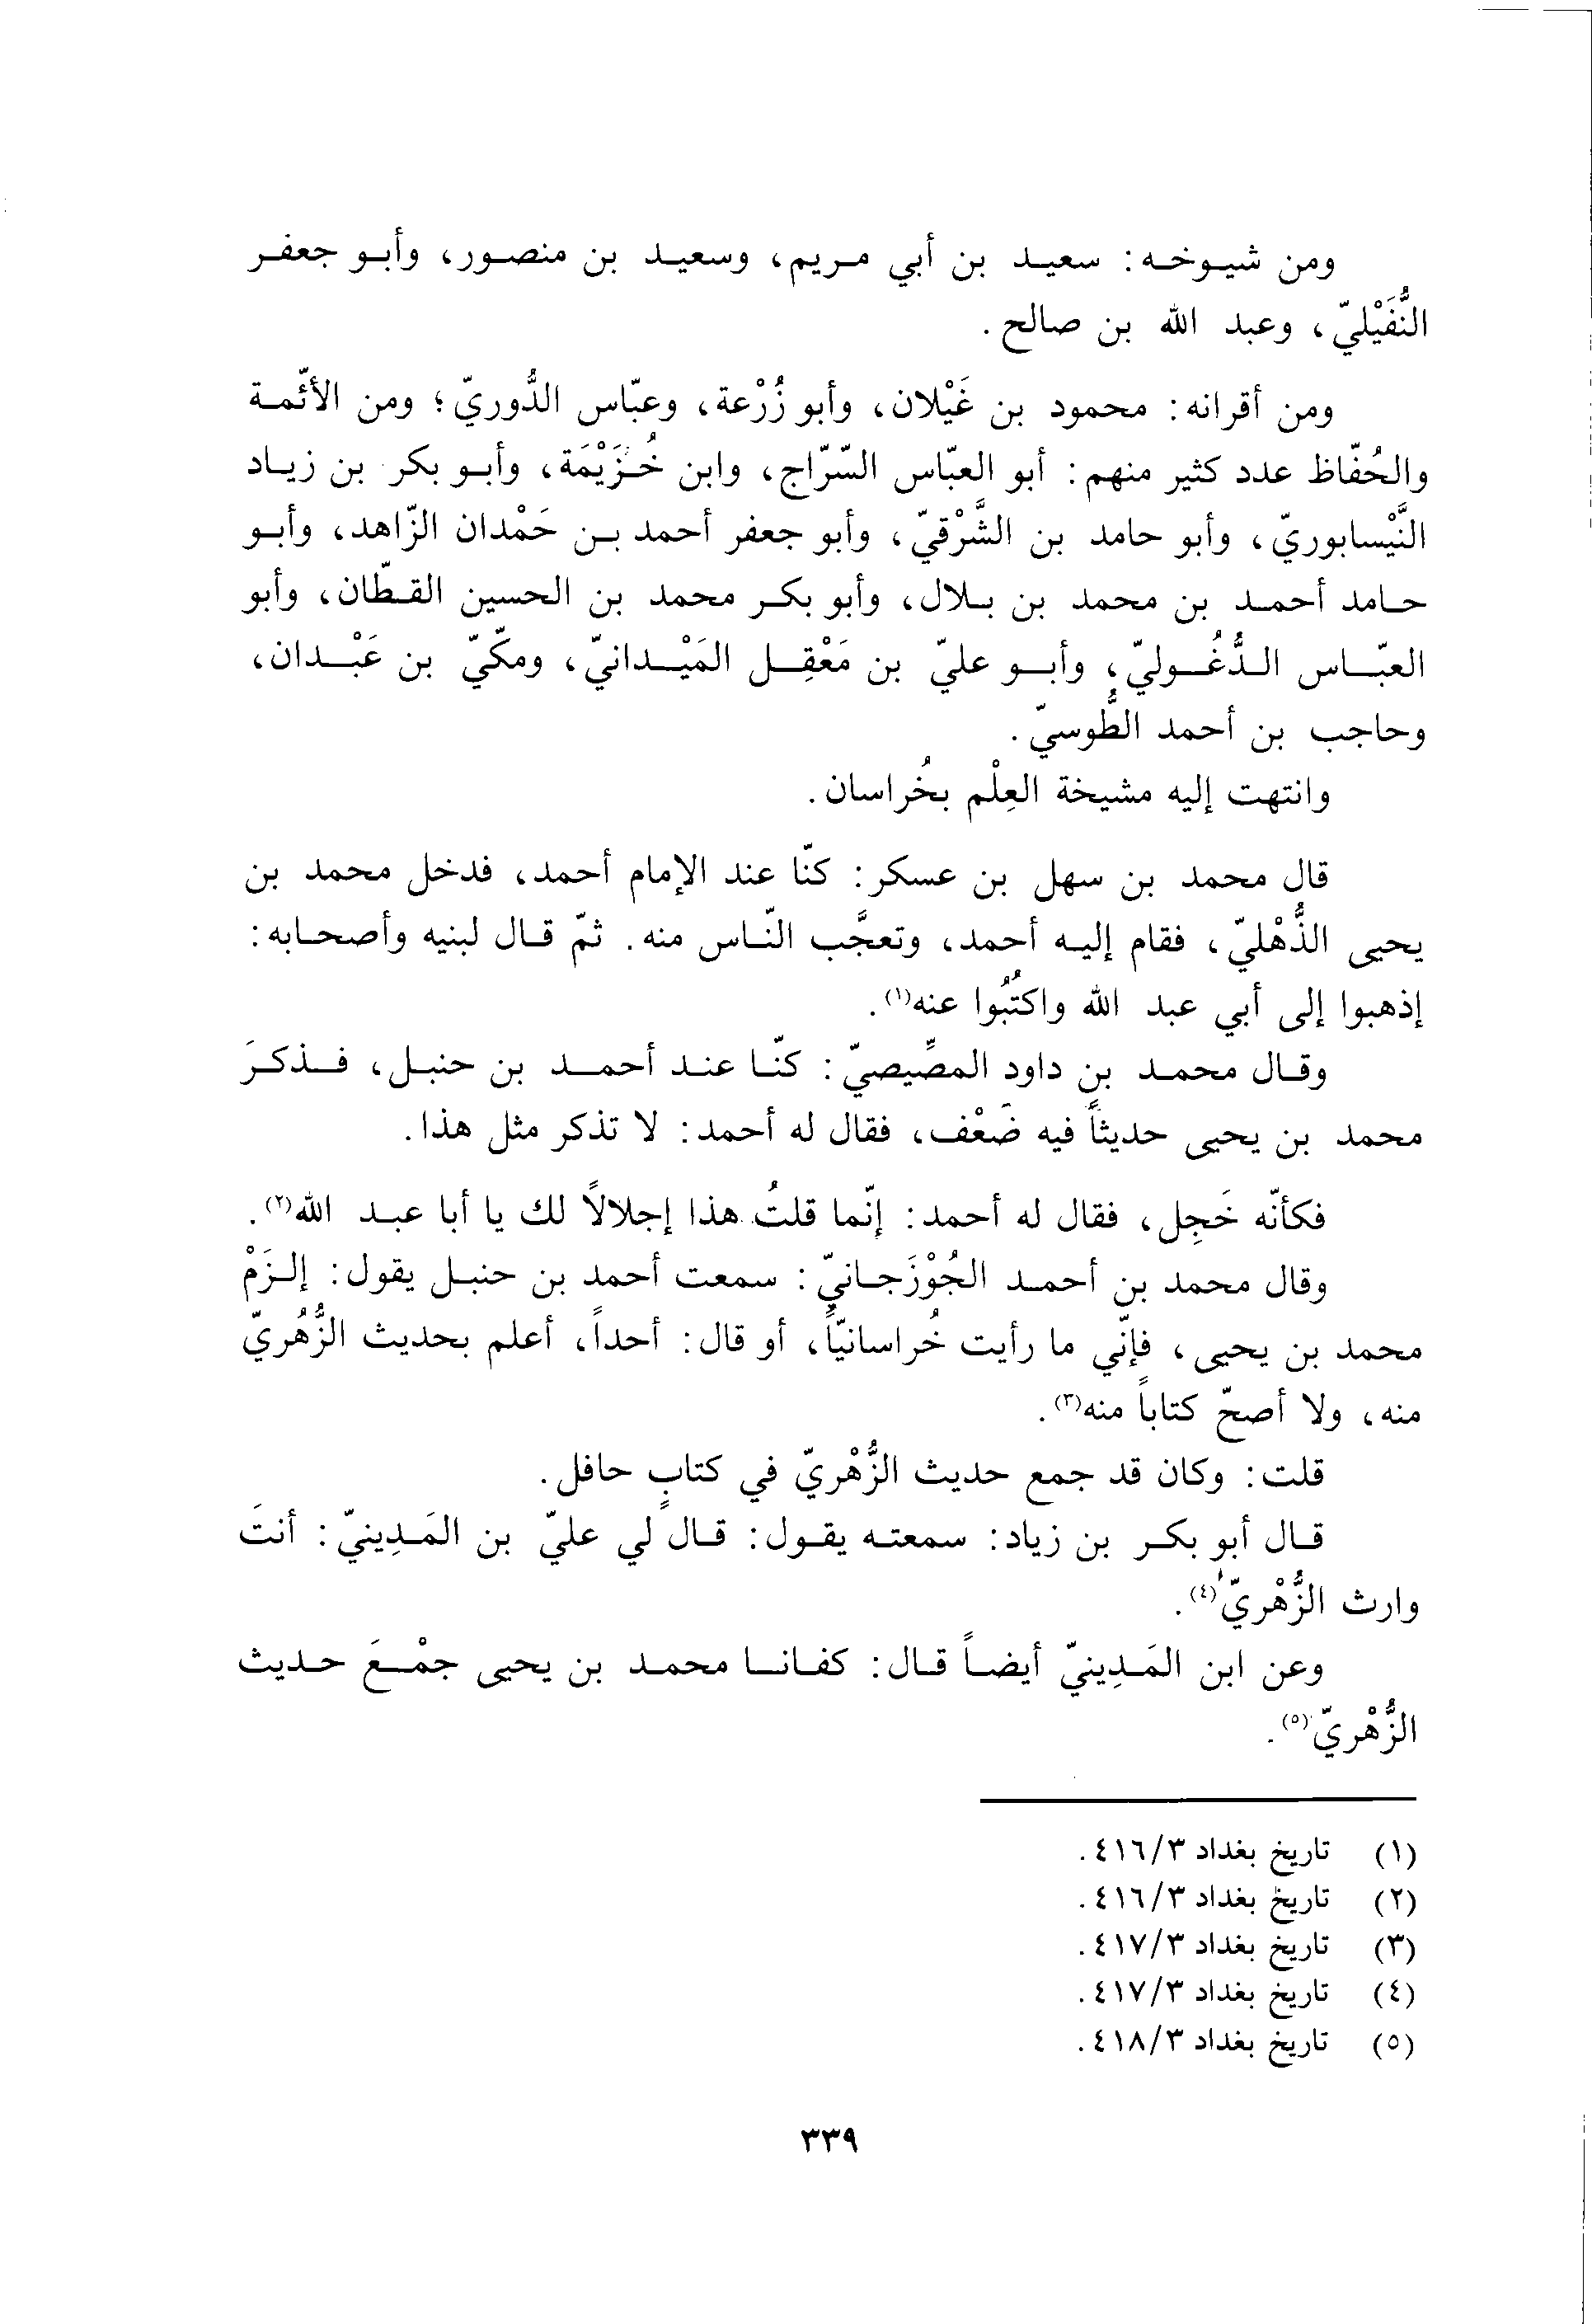 ومن شيوخه: سعيد بن أبي مريم، وسعيد بن منصور، وأبو جعفر
النُّفَيْليّ، وعبد الله بن صالح.
ومن أقرانه: محمود بن غَيْلان، وأبو زُرْعة، وعبّاس الدُّوريّ؛ ومن الأئمة
والحُفّاظ عدد كثير منهم: أبو العبّاس السّرّاج، وابن خُزَيْمَة، وأبو بكر بن زياد
النَّيْسابوريّ، وأبو حامد بن الشَّرْقيّ، وأبو جعفر أحمد بن حَمْدان الزّاهد، وأبو
حامد أحمد بن محمد بن بلال، وأبو بكر محمد بن الحسين القطّان، وأبو
العبّاس الدُّغُوليّ، وأبو عليّ بن مَعْقِل المَيْدانيّ، ومكّيّ بن عَبْدان،
وحاجب بن أحمد الطُّوسيّ.
وانتهت إليه مشيخة العِلْم بخُراسان.
قال محمد بن سهل بن عسكر: كنّا عند الإمام أحمد، فدخل محمد بن
يحيى الذُّهْليّ، فقام إليه أحمد، وتعجَّب النّاس منه. ثمّ قال لبنيه وأصحابه:
إذهبوا إلى أبي عبد الله واكتُبُوا عنه(١).
وقال محمد بن داود المصِّيصيّ: كنّا عند أحمد بن حنبل، فذكرَ
محمد بن يحيى حديثاً فيه ضَعْف، فقال له أحمد: لا تذكر مثل هذا.
فكأنّه خَجِل، فقال له أحمد: إنّما قلتُ هذا إجلالاً لك يا أبا عبد الله(٢).
وقال محمد بن أحمد الجُوْزَجانيّ: سمعت أحمد بن حنبل يقول: إلزَمْ
محمد بن يحيى، فإنّي ما رأيت خُراسانيّاً، أو قال: أحداً، أعلم بحديث الزُّهُريّ
منه، ولا أصحّ كتاباً منه(٣).
قلت: وكان قد جمع حديث الزُّهْريّ في كتابٍ حافل.
قال أبو بكر بن زياد: سمعته يقول: قال لي عليّ بن المَدِينيّ: أنتَ
وارث الزُّهْريّ(٤).
وعن ابن المَدِينيّ أيضاً قال: كفانا محمد بن يحيى جمْعَ حديث
الزُّهْريّ(٥).
(١) تاريخ بغداد ٤١٦/٣.
(٢) تاريخ بغداد ٤١٦/٣.
(٣) تاريخ بغداد ٤١٧/٣.
(٤) تاريخ بغداد ٤١٧/٣.
(٥) تاريخ بغداد ٤١٨/٣.
٣٣٩